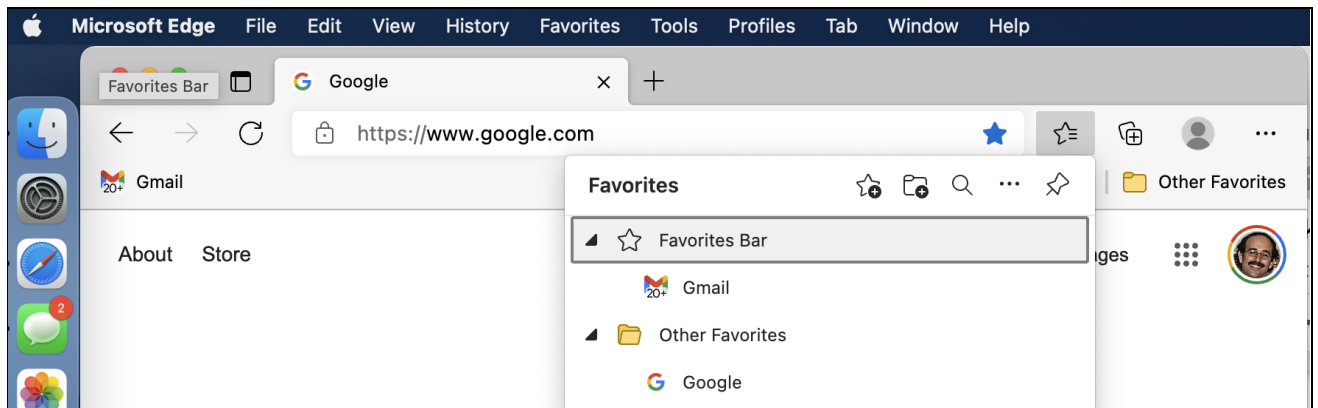 Microsoft Edge File Edit View History Favorites Tools Profiles Tab Window Help
Favorites Bar
Google
https://www.google.com
20+ Gmail
Favorites
Other Favorites
About Store
Favorites Bar
20+ Gmail
2
Other Favorites
Google